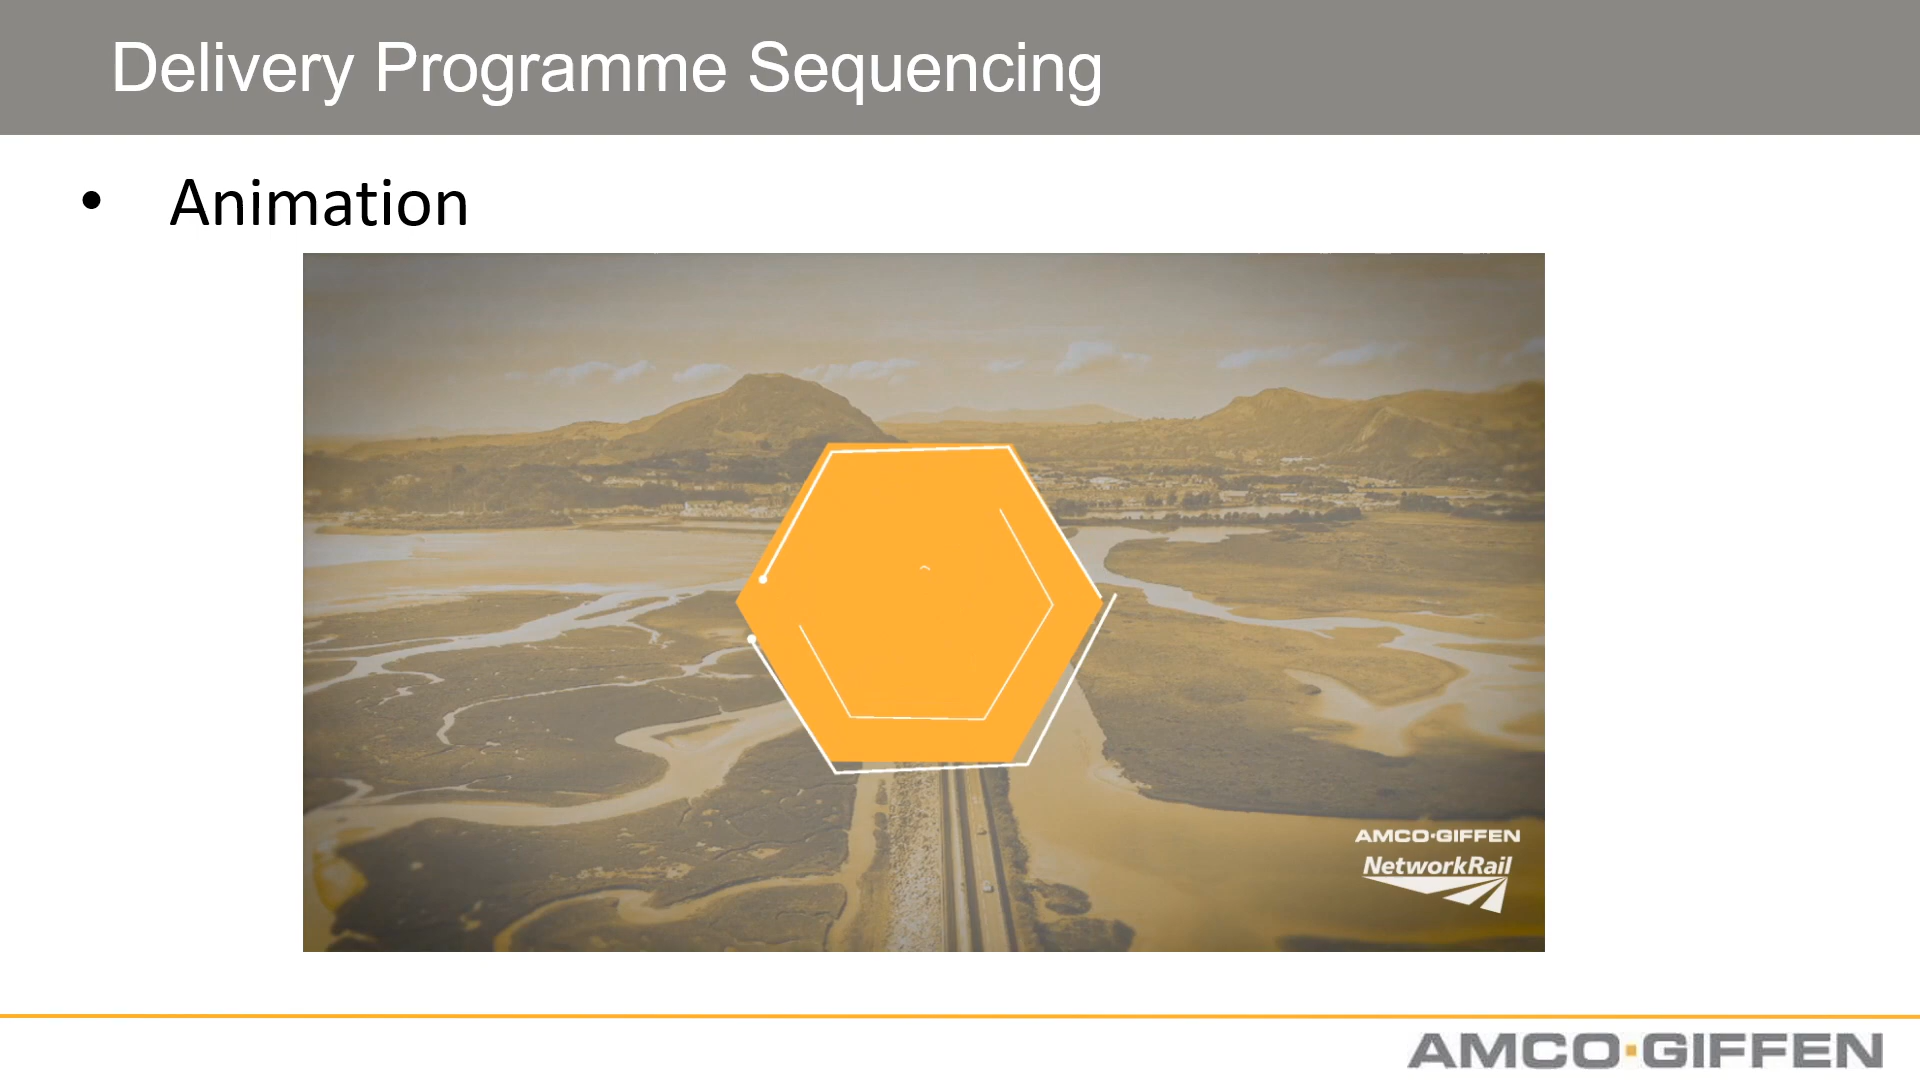 Delivery Programme Sequencing
• Animation
AMCO·GIFFEN
NetworkRail
AMCO·GIFFEN